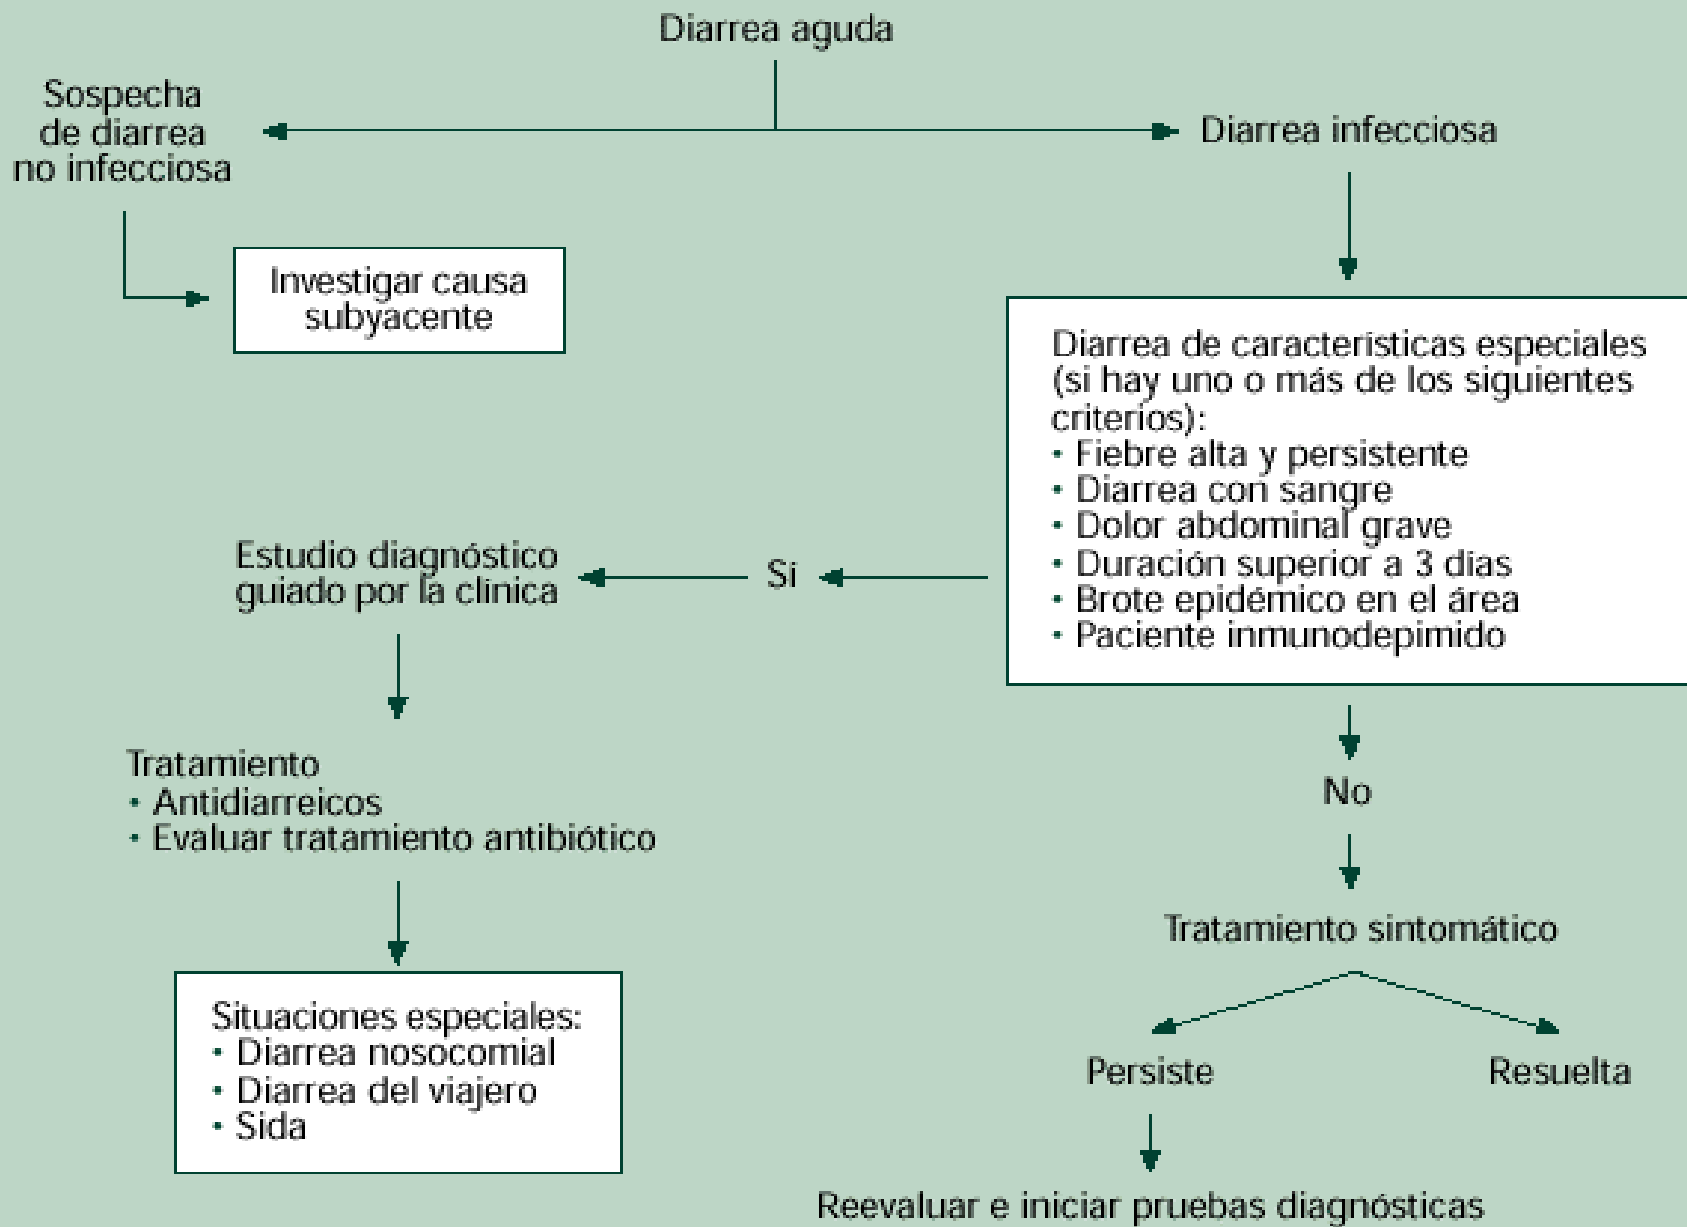 Diarrea aguda
Sospecha
de diarrea
no infecciosa
Diarrea infecciosa
Investigar causa
subyacente
Diarrea de características especiales
(si hay uno o más de los siguientes
criterios):
• Fiebre alta y persistente
• Diarrea con sangre
• Dolor abdominal grave
• Duración superior a 3 días
• Brote epidémico en el área
• Paciente inmunodepimido
Sí
Estudio diagnóstico
guiado por la clínica
Tratamiento
• Antidiarreicos
• Evaluar tratamiento antibiótico
Situaciones especiales:
• Diarrea nosocomial
• Diarrea del viajero
• Sida
No
Tratamiento sintomático
Persiste
Resuelta
Reevaluar e iniciar pruebas diagnósticas